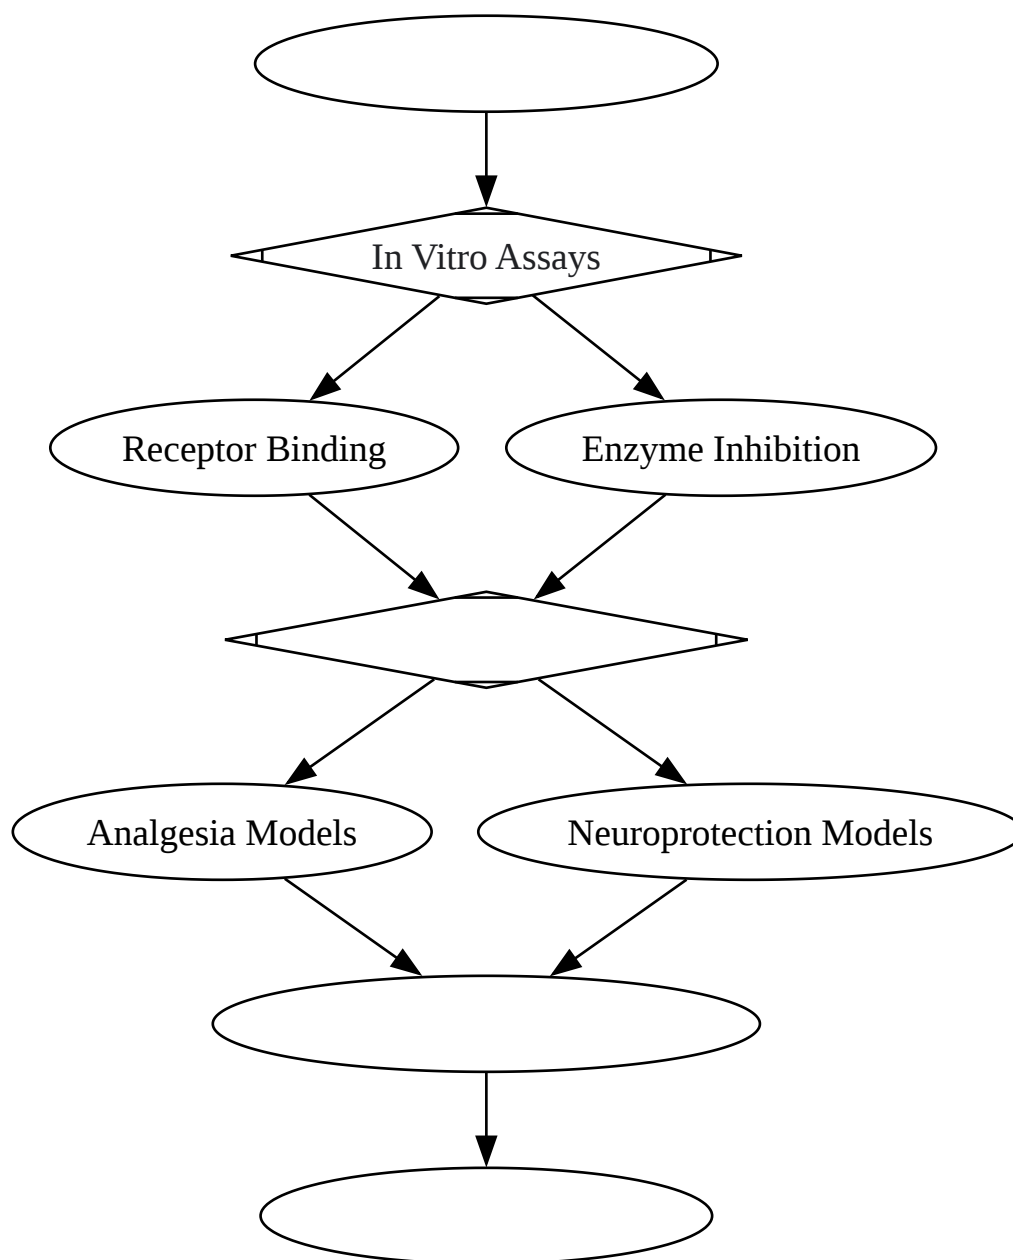 In Vitro Assays
Receptor Binding
Enzyme Inhibition
Analgesia Models
Neuroprotection Models